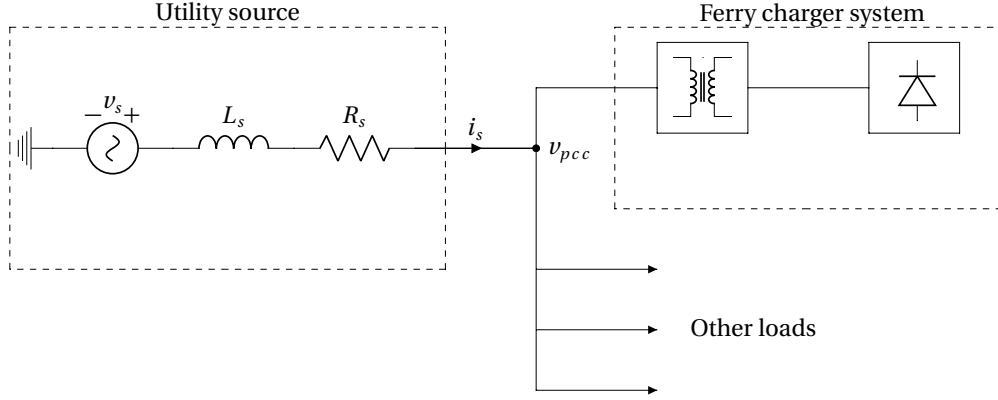 Utility source
Ferry charger system
− v_s +
L_s
R_s
i_s
v_pcc
Other loads